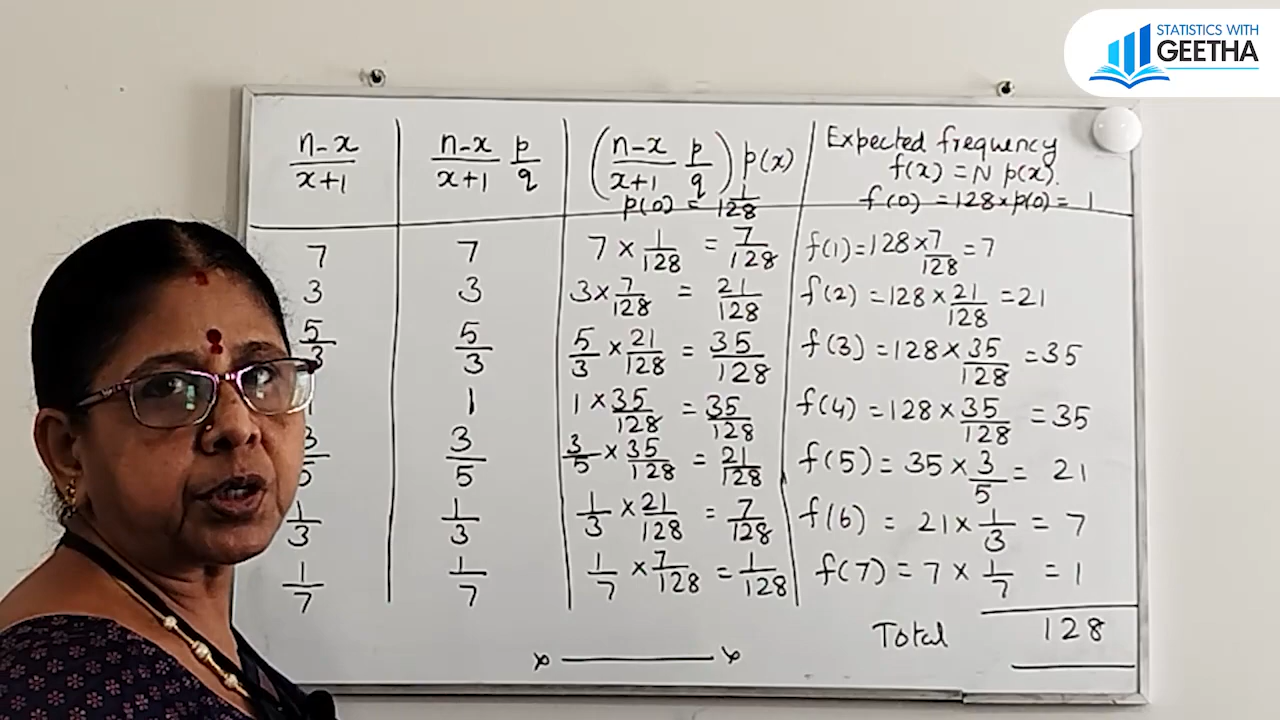 STATISTICS WITH
GEETHA
n-x/x+1 | n-x/x+1 p/q | (n-x/x+1 p/q) p(x) | Expected frequency
f(x) = N p(x).
p(0) = 1/128 | f(0) = 128 × p(0) = 1
7 | 7 | 7 × 1/128 = 7/128 | f(1) = 128 × 7/128 = 7
3 | 3 | 3 × 7/128 = 21/128 | f(2) = 128 × 21/128 = 21
5/3 | 5/3 | 5/3 × 21/128 = 35/128 | f(3) = 128 × 35/128 = 35
1 | 1 | 1 × 35/128 = 35/128 | f(4) = 128 × 35/128 = 35
3/5 | 3/5 | 3/5 × 35/128 = 21/128 | f(5) = 35 × 3/5 = 21
1/3 | 1/3 | 1/3 × 21/128 = 7/128 | f(6) = 21 × 1/3 = 7
1/7 | 1/7 | 1/7 × 7/128 = 1/128 | f(7) = 7 × 1/7 = 1
Total 128